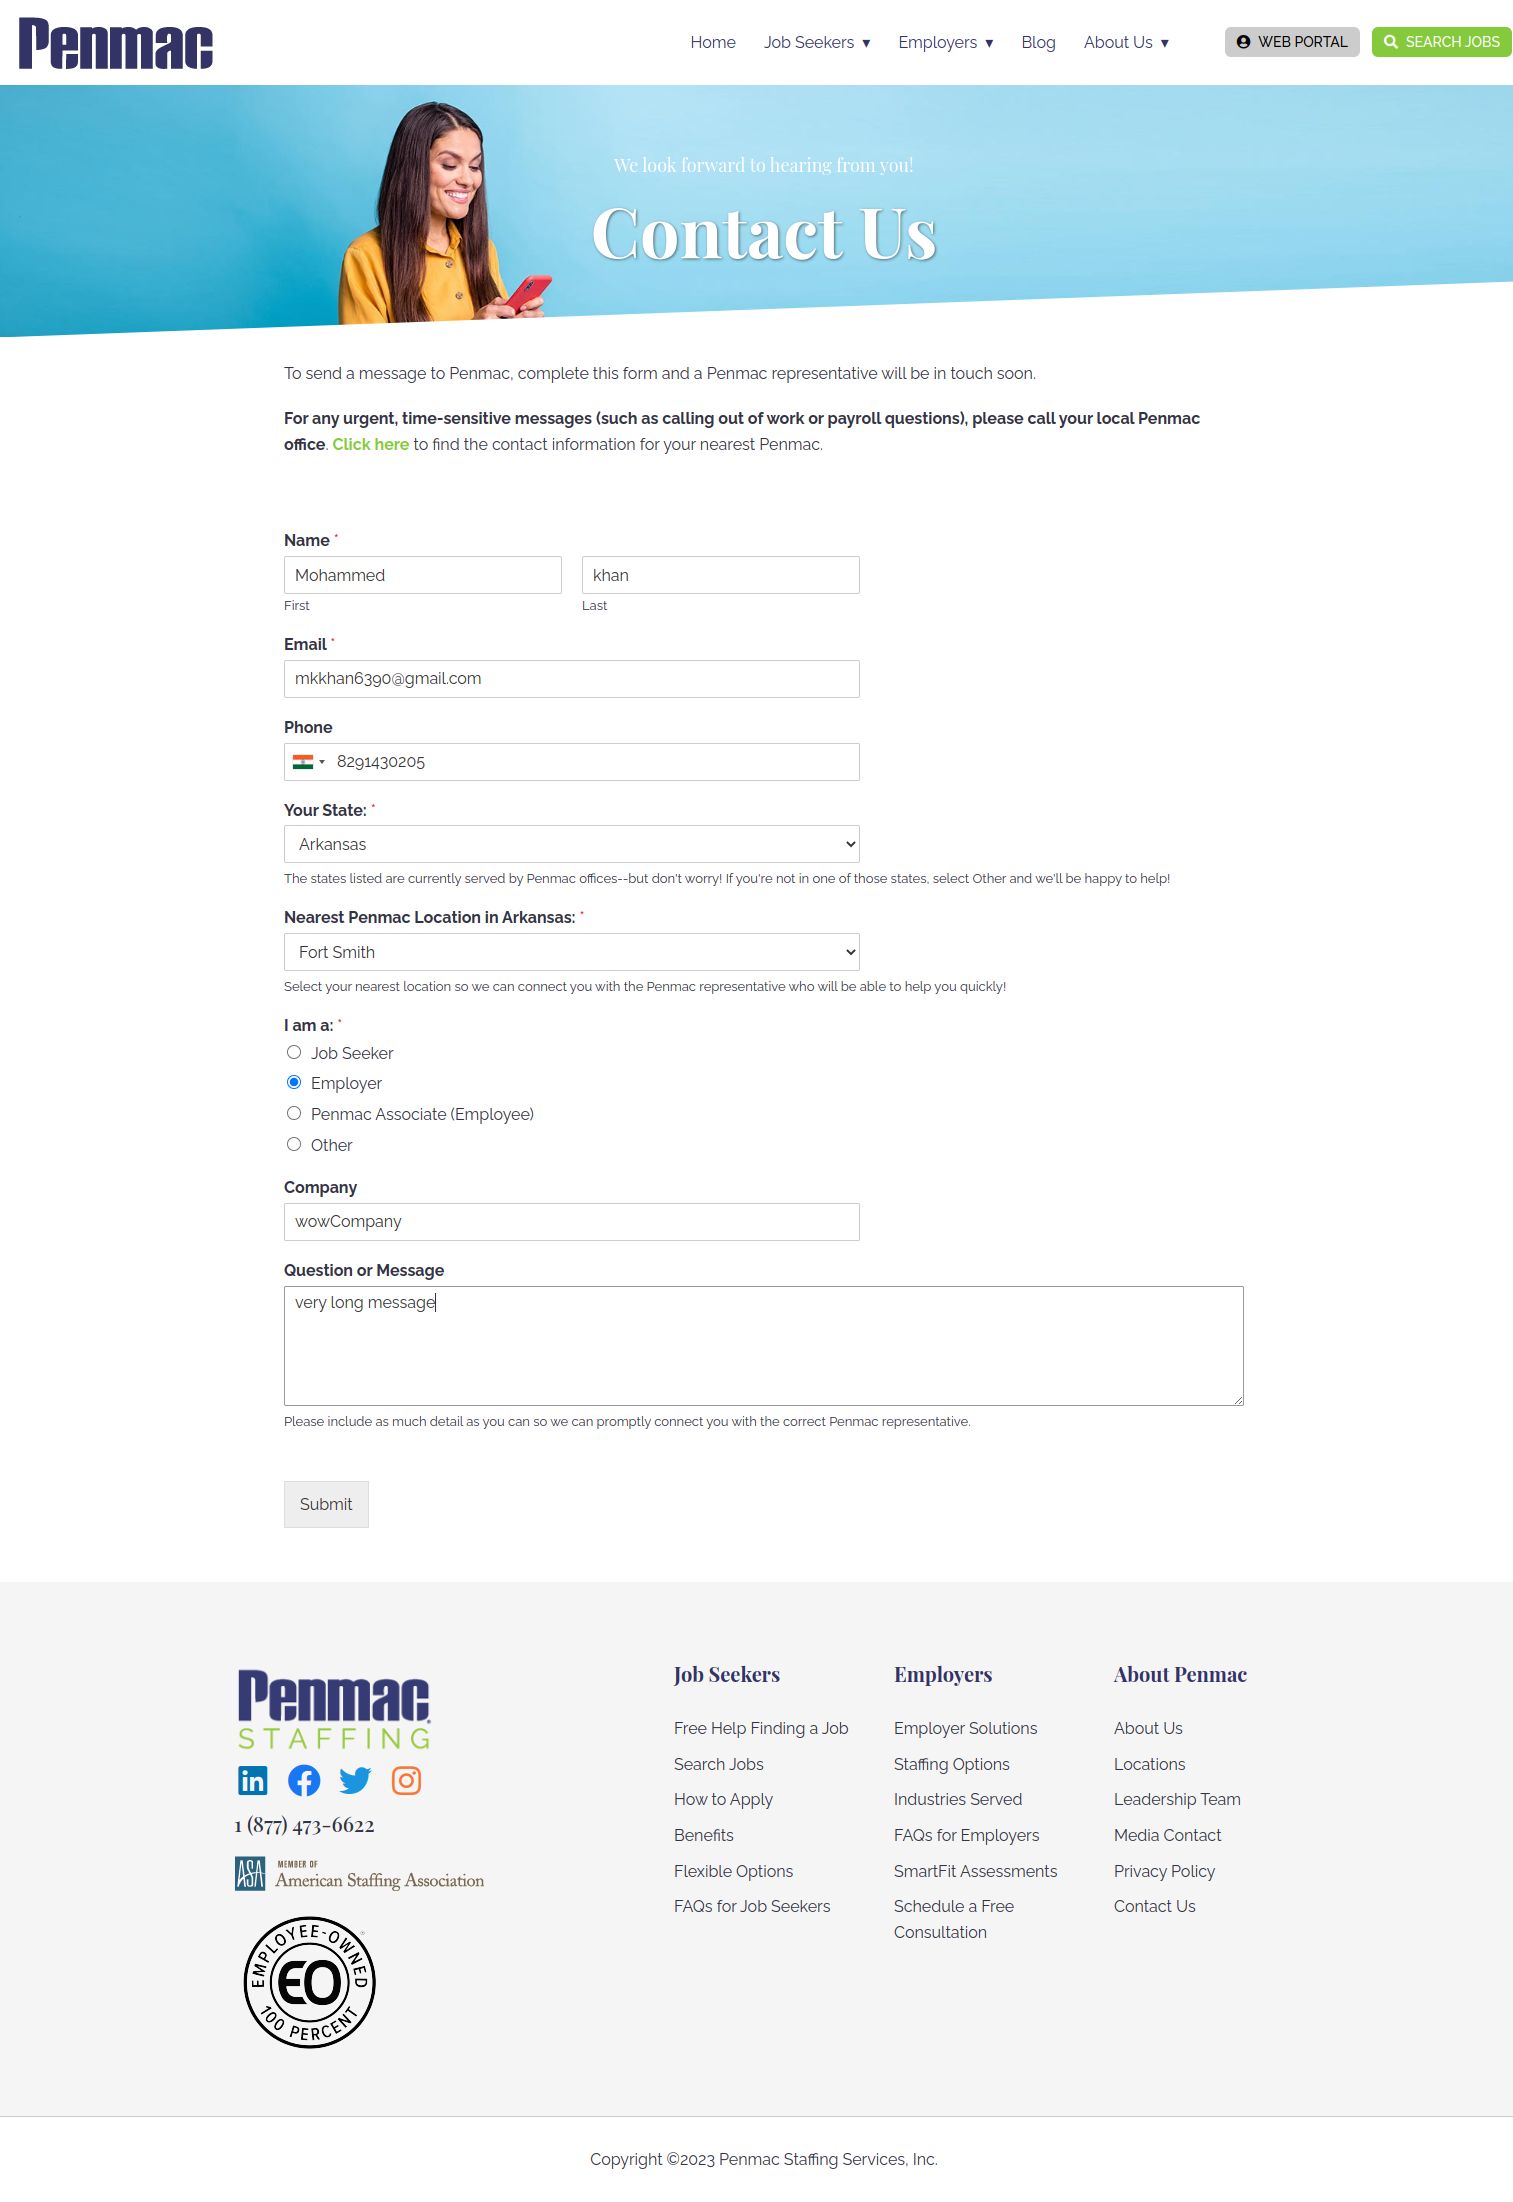 Penmac
Home Job Seekers ▾ Employers ▾ Blog About Us ▾ WEB PORTAL SEARCH JOBS
We look forward to hearing from you!
Contact Us
To send a message to Penmac, complete this form and a Penmac representative will be in touch soon.
For any urgent, time-sensitive messages (such as calling out of work or payroll questions), please call your local Penmac
office. Click here to find the contact information for your nearest Penmac.
Name *
Mohammed khan
First Last
Email *
mkkhan6390@gmail.com
Phone
8291430205
Your State: *
Arkansas
The states listed are currently served by Penmac offices--but don't worry! If you're not in one of those states, select Other and we'll be happy to help!
Nearest Penmac Location in Arkansas: *
Fort Smith
Select your nearest location so we can connect you with the Penmac representative who will be able to help you quickly!
I am a: *
Job Seeker
Employer
Penmac Associate (Employee)
Other
Company
wowCompany
Question or Message
very long message
Please include as much detail as you can so we can promptly connect you with the correct Penmac representative.
Submit
Penmac
STAFFING
1 (877) 473-6622
ASA MEMBER OF
American Staffing Association
EMPLOYEE-OWNED
EO
100 PERCENT
Job Seekers
Free Help Finding a Job
Search Jobs
How to Apply
Benefits
Flexible Options
FAQs for Job Seekers
Employers
Employer Solutions
Staffing Options
Industries Served
FAQs for Employers
SmartFit Assessments
Schedule a Free
Consultation
About Penmac
About Us
Locations
Leadership Team
Media Contact
Privacy Policy
Contact Us
Copyright ©2023 Penmac Staffing Services, Inc.